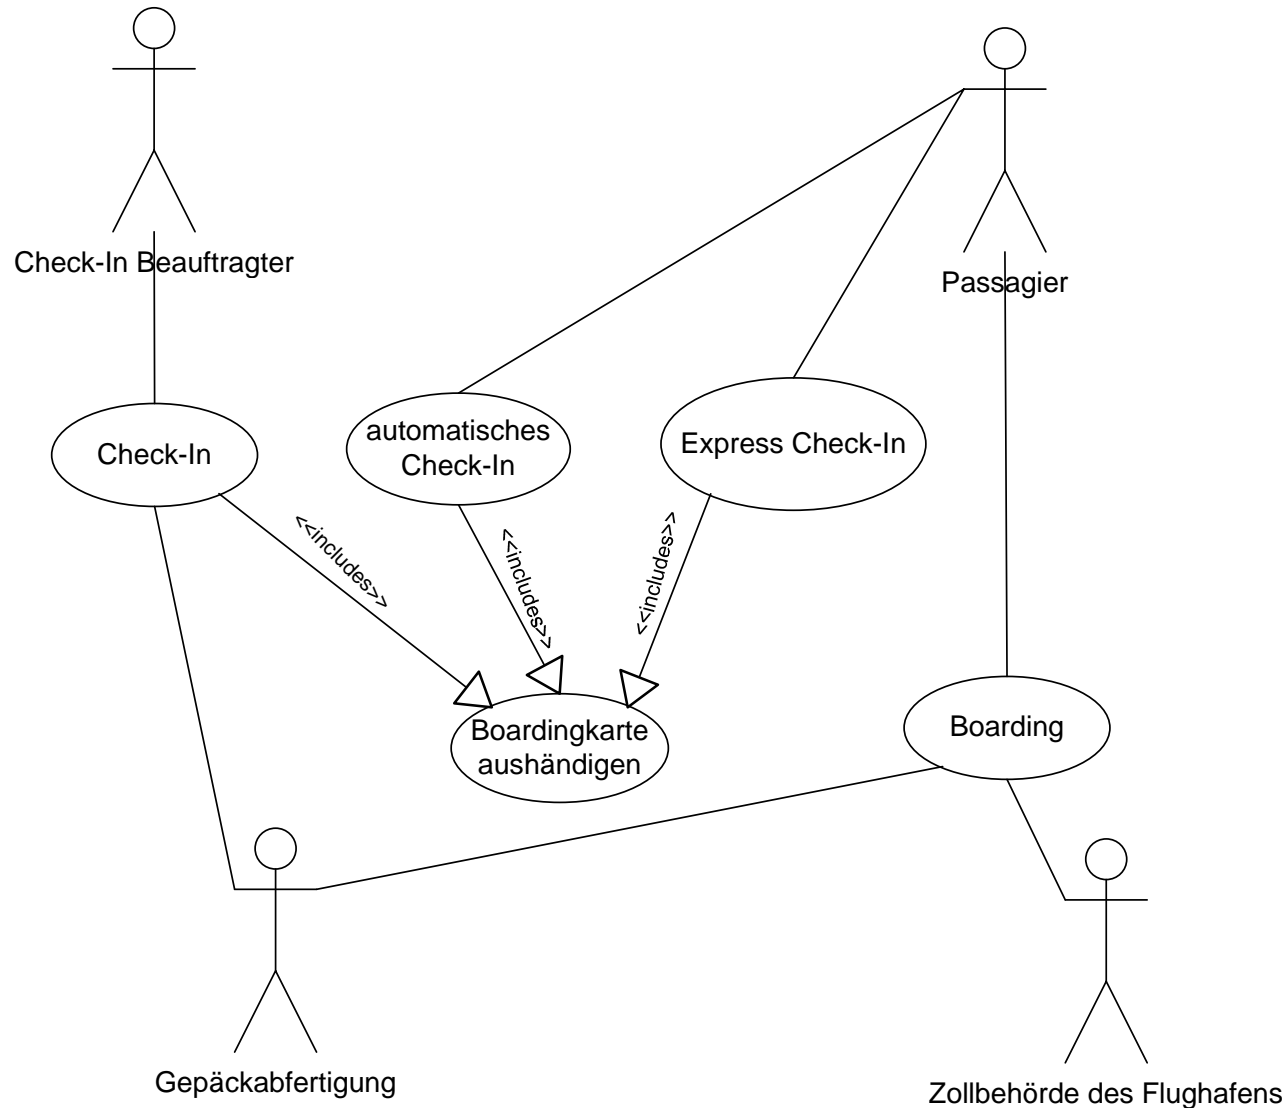 Check-In Beauftragter
Passagier
Check-In
automatisches
Check-In
Express Check-In
<<includes>>
<<includes>>
<<includes>>
Boardingkarte
aushändigen
Boarding
Gepäckabfertigung
Zollbehörde des Flughafens